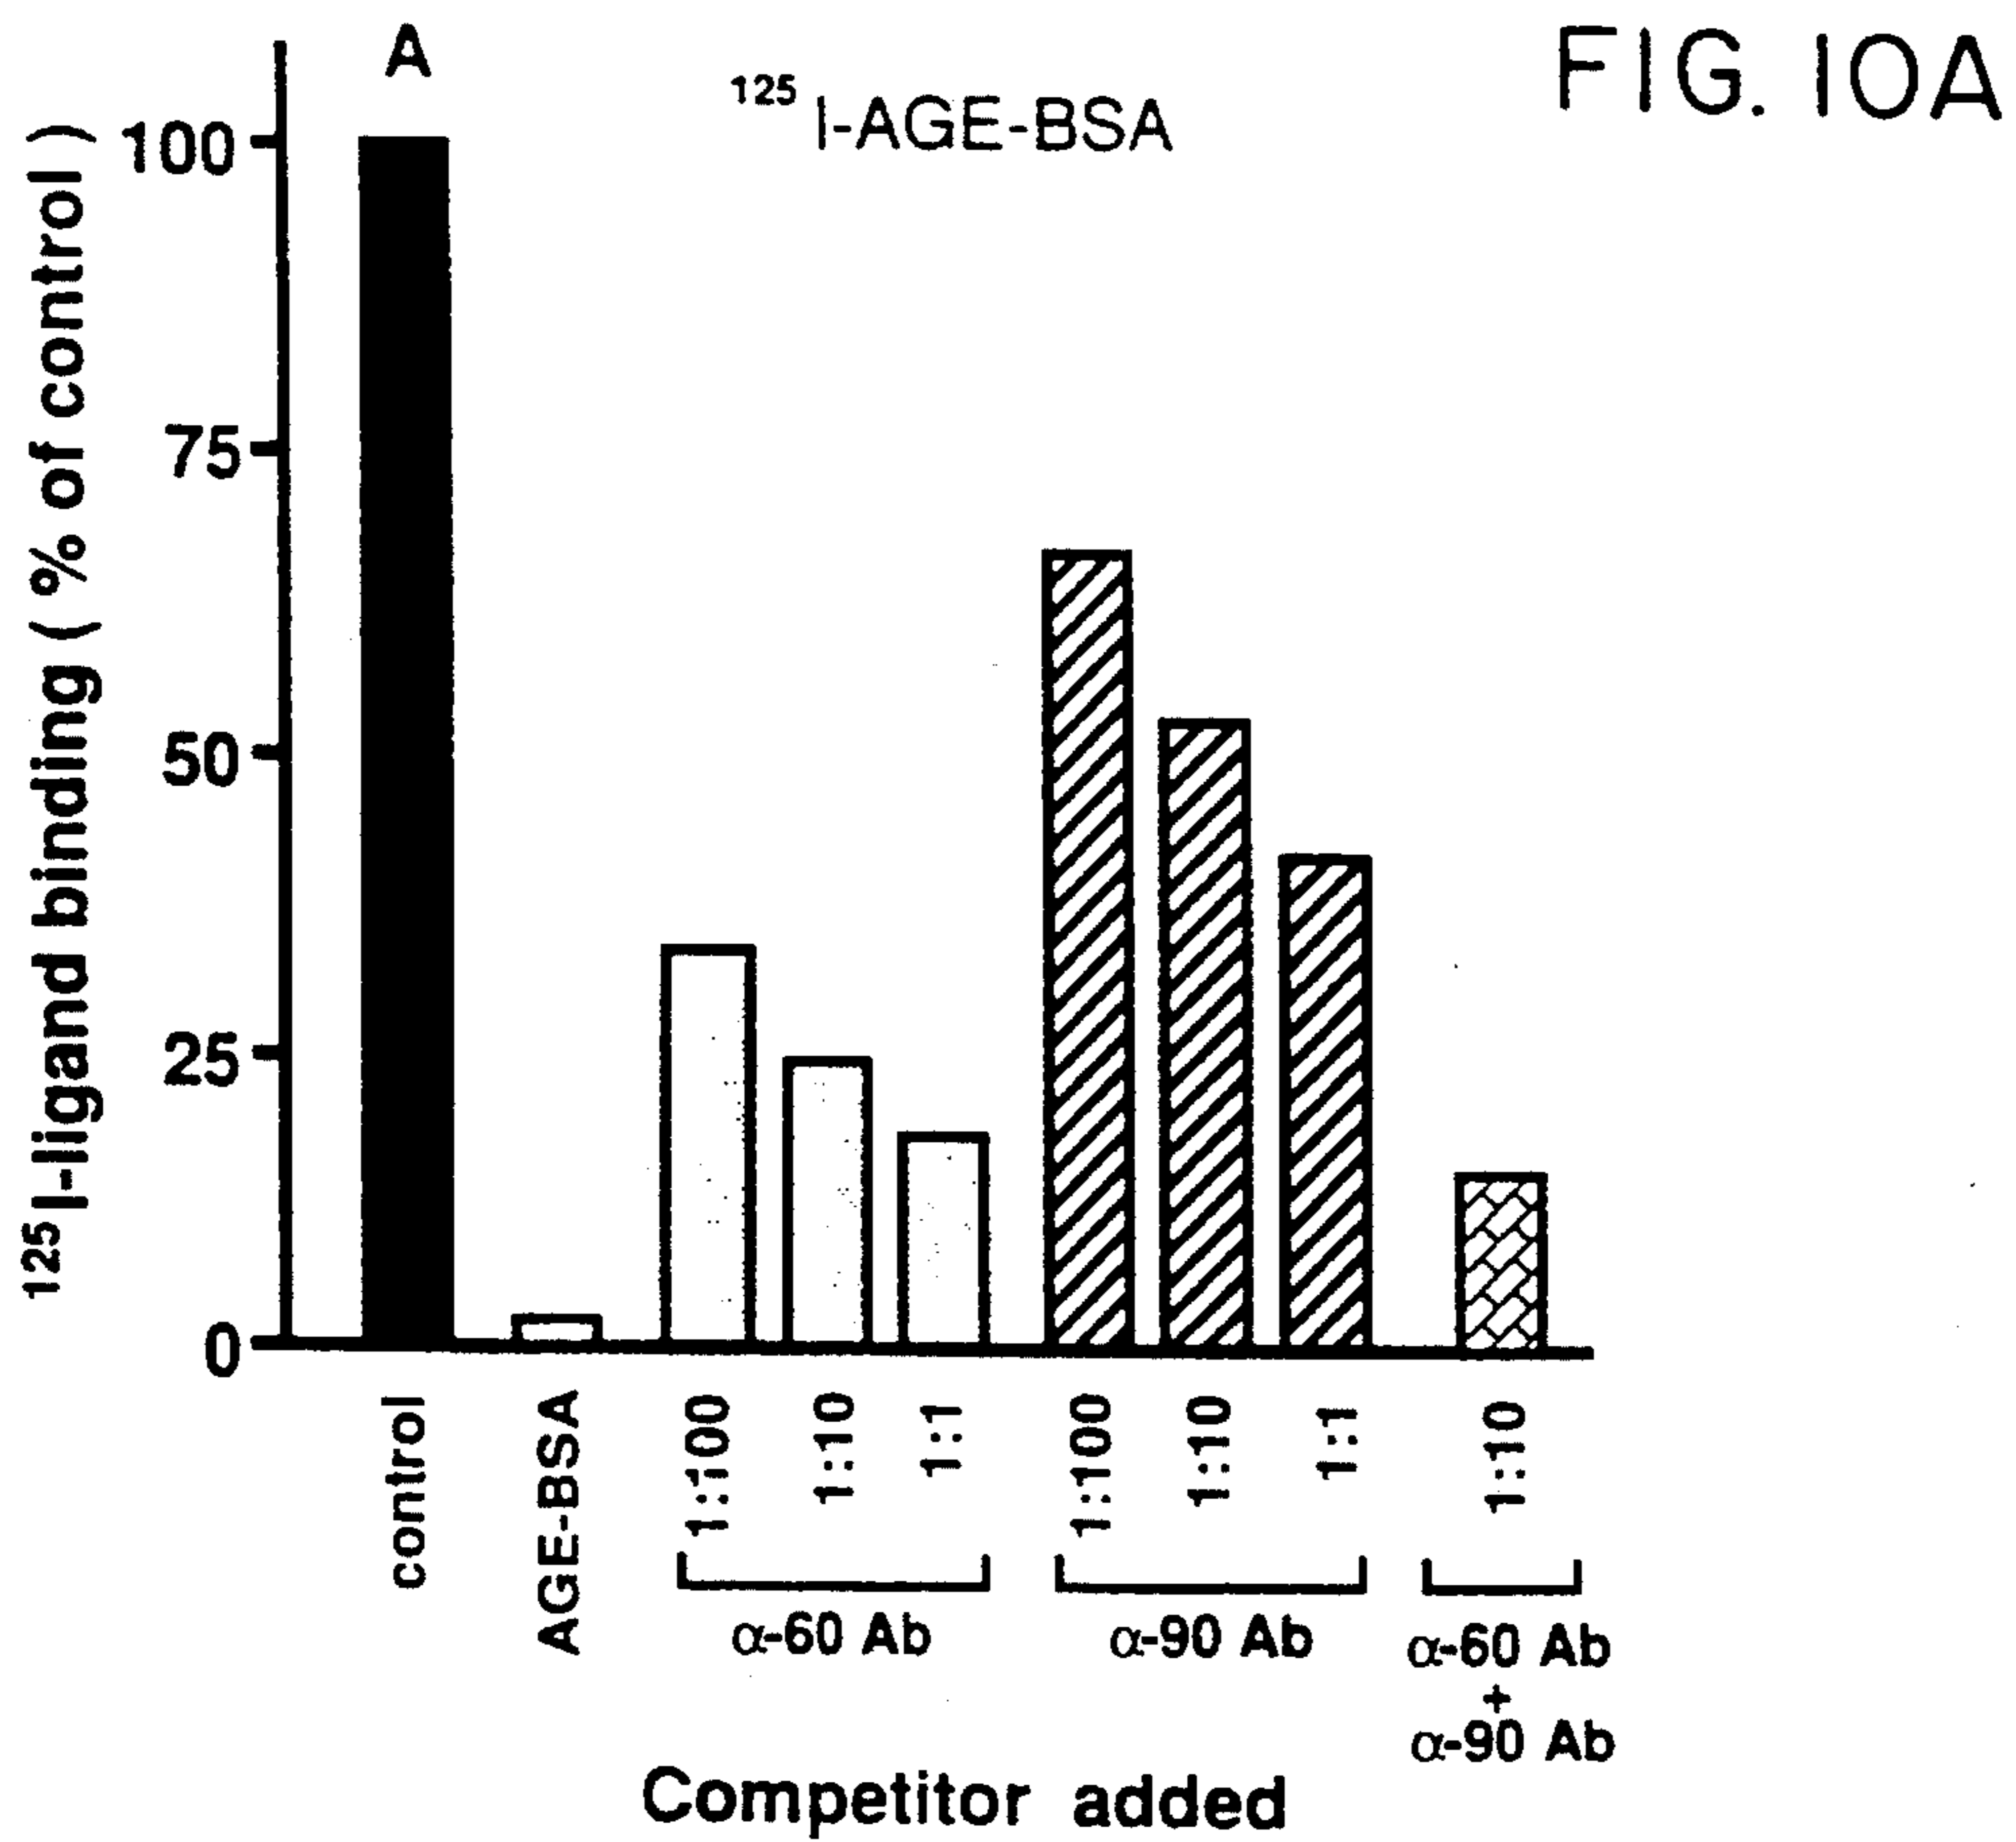 FIG. 10A
A
125 I-AGE-BSA
125 I-ligand binding (% of control)
100
75
50
25
0
control
AGE-BSA
1:100
1:10
1:1
1:100
1:10
1:1
1:10
α-60 Ab
α-90 Ab
α-60 Ab
+
α-90 Ab
Competitor added